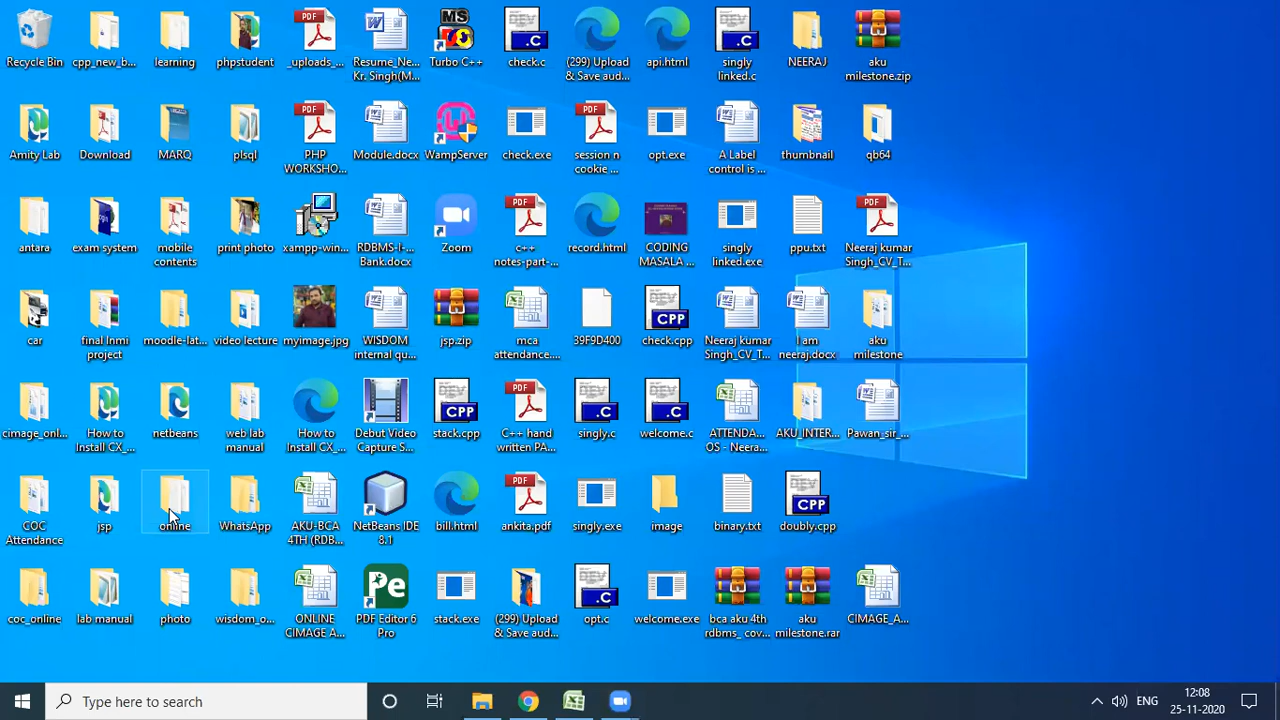 Recycle Bin
cpp_new_b...
learning
phpstudent
_uploads_...
Resume_Ne...
Kr. Singh(M...
Turbo C++
check.c
(299) Upload
& Save aud...
api.html
singly
linked.c
NEERAJ
aku
milestone.zip
Amity Lab
Download
MARQ
plsql
PHP
WORKSHO...
Module.docx
WampServer
check.exe
session n
cookie ...
opt.exe
A Label
control is ...
thumbnail
qb64
antara
exam system
mobile
contents
print photo
xampp-win...
RDBMS-I-...
Bank.docx
Zoom
c++
notes-part-...
record.html
CODING
MASALA ...
singly
linked.exe
ppu.txt
Neeraj kumar
Singh_CV_T...
car
final lnmi
project
moodle-lat...
video lecture
myimage.jpg
WISDOM
internal qu...
jsp.zip
mca
attendance....
39F9D400
check.cpp
Neeraj kumar
Singh_CV_T...
I am
neeraj.docx
aku
milestone
cimage_onl...
How to
Install CX_...
netbeans
web lab
manual
How to
Install CX_...
Debut Video
Capture S...
stack.cpp
C++ hand
written PA...
singly.c
welcome.c
ATTENDA...
OS - Neera...
AKU_INTER...
Pawan_sir_...
COC
Attendance
jsp
online
WhatsApp
AKU-BCA
4TH (RDB...
NetBeans IDE
8.1
bill.html
ankita.pdf
singly.exe
image
binary.txt
doubly.cpp
coc_online
lab manual
photo
wisdom_o...
ONLINE
CIMAGE A...
PDF Editor 6
Pro
stack.exe
(299) Upload
& Save aud...
opt.c
welcome.exe
bca aku 4th
rdbms_ cov...
aku
milestone.rar
CIMAGE_A...
Type here to search
ENG
12:08
25-11-2020